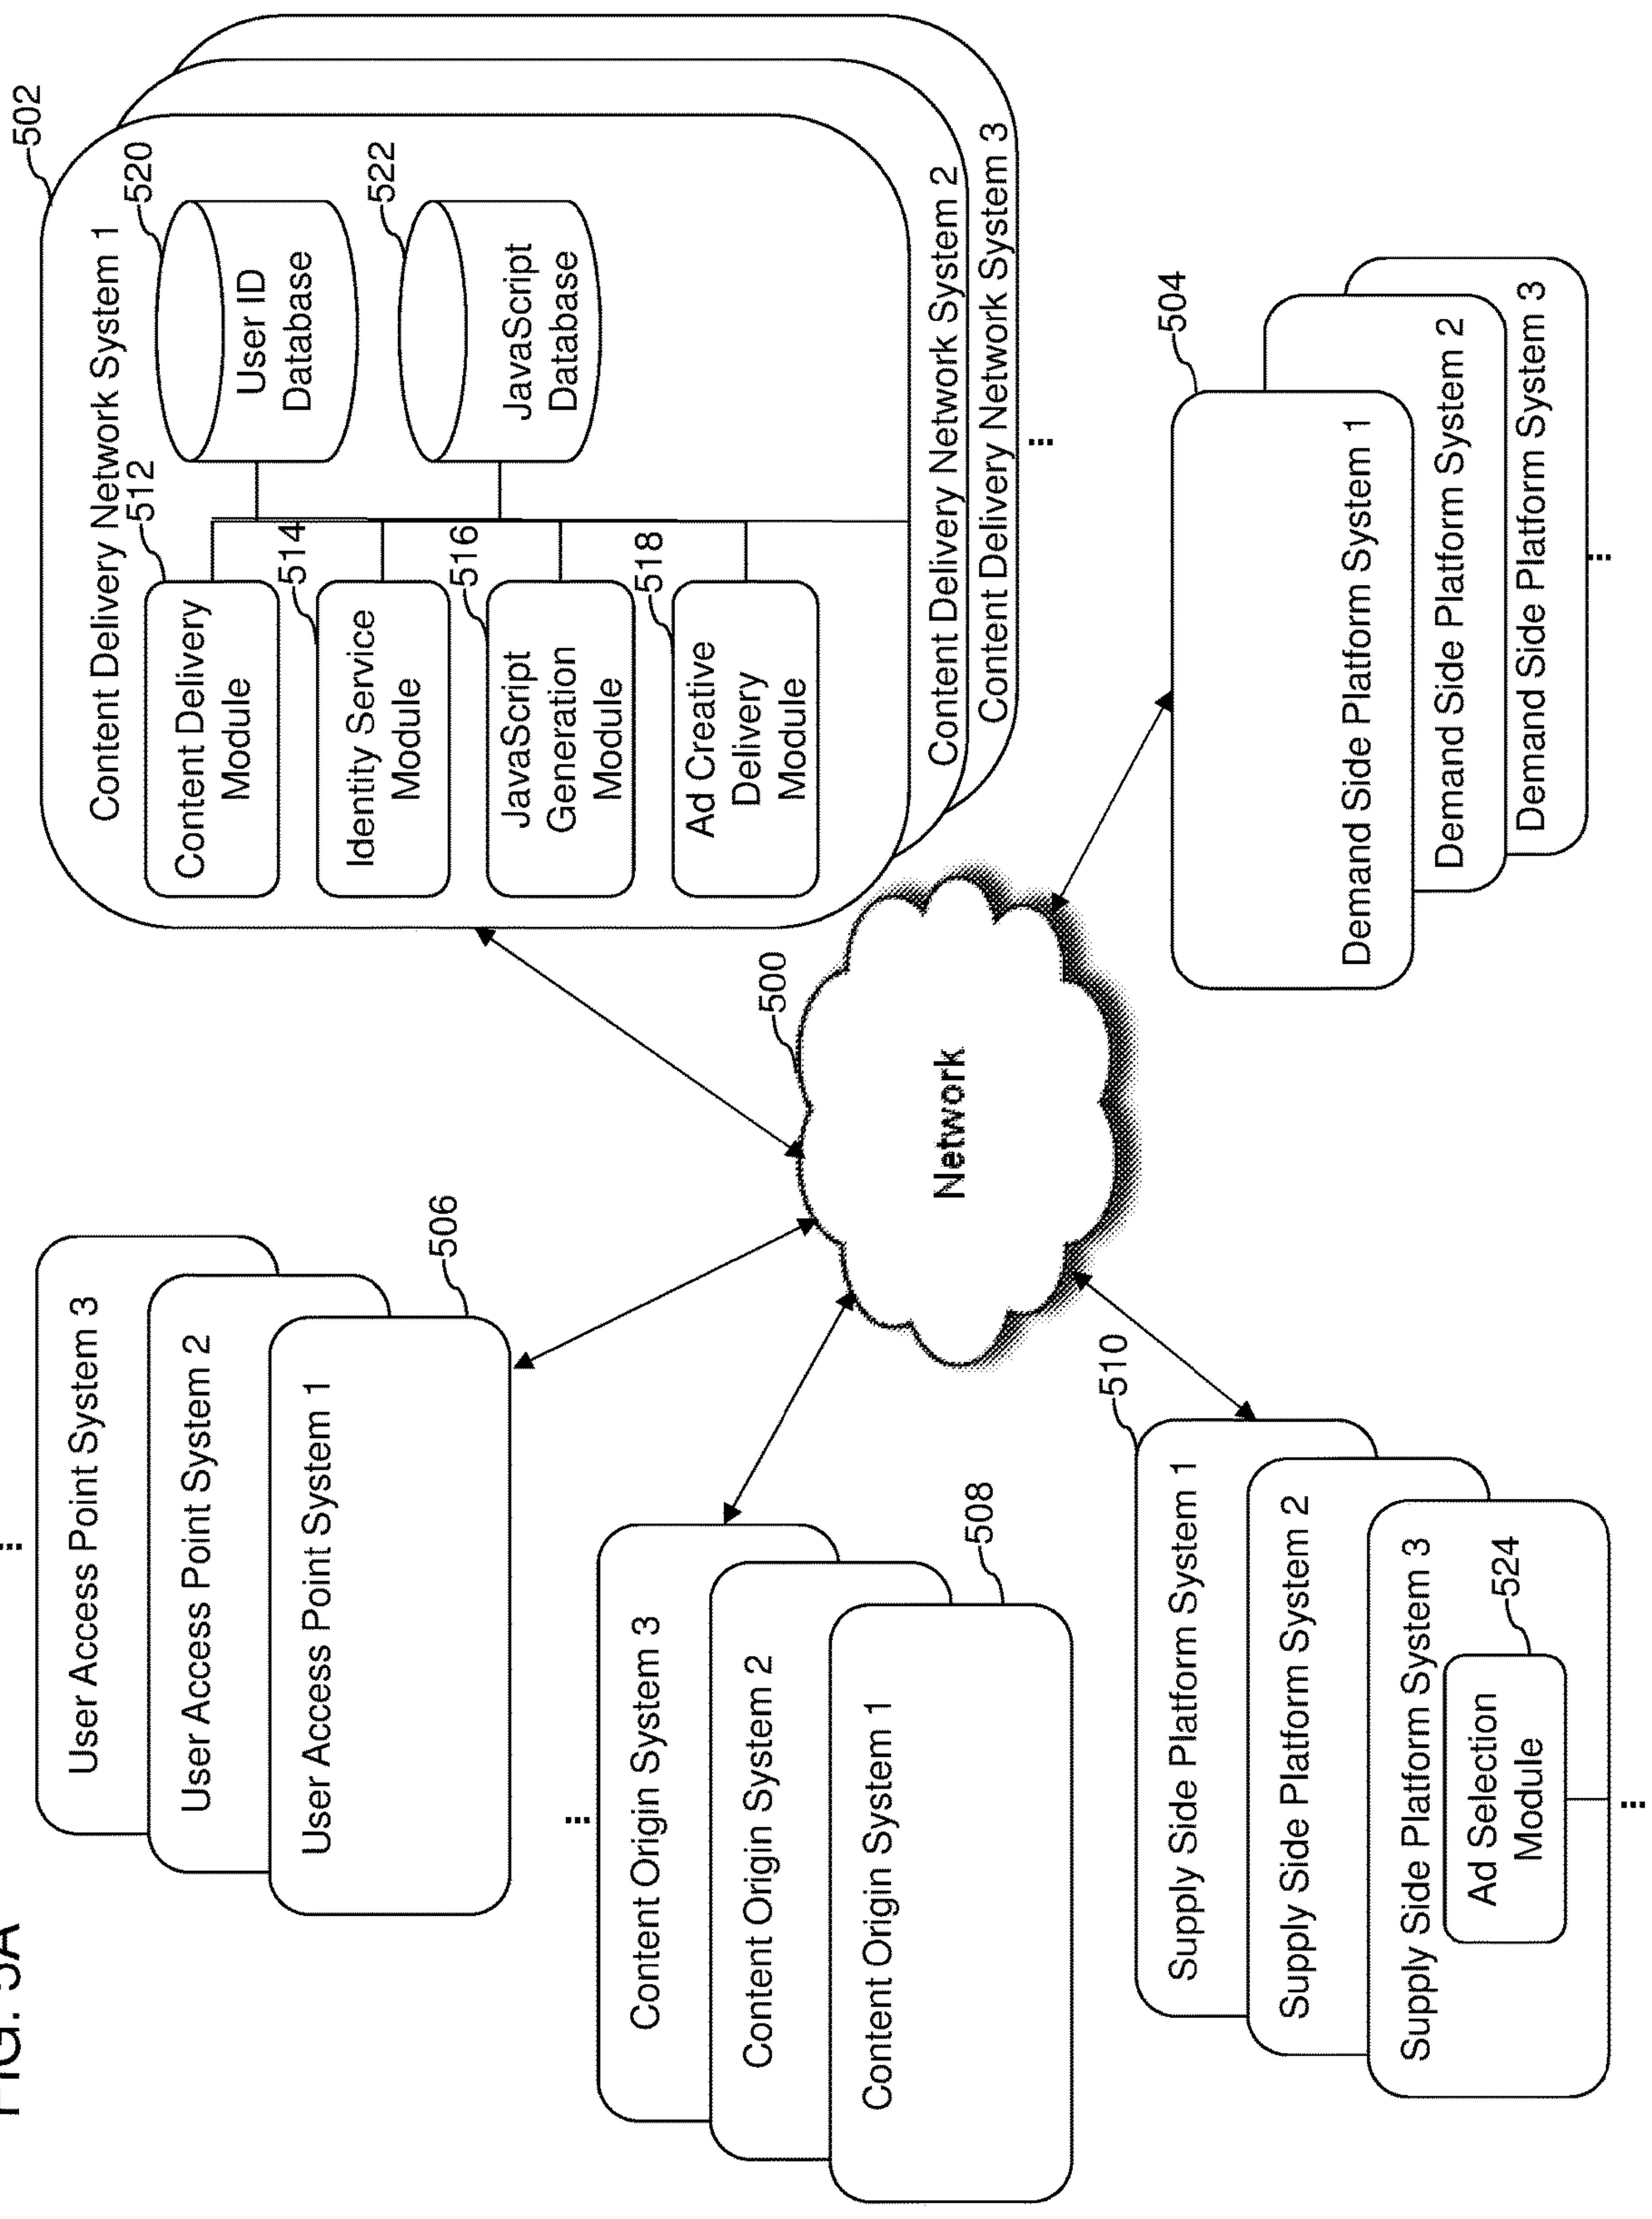 FIG. 5A
User Access Point System 3
User Access Point System 2
User Access Point System 1
506
Content Delivery Network System 1
502
Content Delivery
Module
512
Identity Service
Module
514
JavaScript
Generation
Module
516
Ad Creative
Delivery
Module
518
User ID
Database
520
JavaScript
Database
522
Content Delivery Network System 2
Content Delivery Network System 3
...
...
Content Origin System 3
Content Origin System 2
Content Origin System 1
508
...
Network
500
Supply Side Platform System 1
510
Supply Side Platform System 2
Supply Side Platform System 3
Ad Selection
Module
524
...
Demand Side Platform System 1
504
Demand Side Platform System 2
Demand Side Platform System 3
...